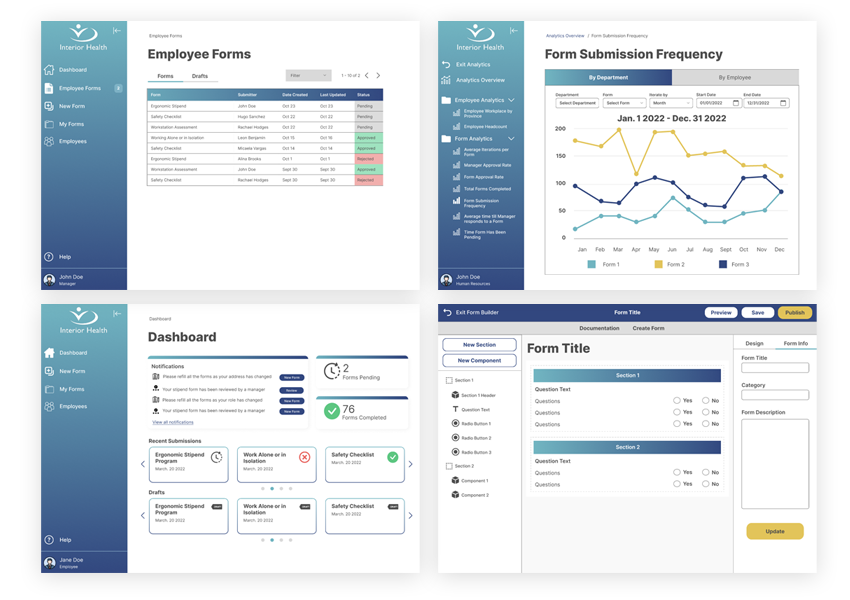 Interior Health
Dashboard
Employee Forms 2
New Form
My Forms
Employees
Help
John Doe
Manager
Employee Forms
Employee Forms
Forms Drafts
Filter
1 - 10 of 2
Form Submitter Date Created Last Updated Status
Ergonomic Stipend John Doe Oct 23 Oct 23 Pending
Safety Checklist Hugo Sanchez Oct 22 Oct 22 Pending
Workstation Assessment Rachael Hodges Oct 22 Oct 22 Pending
Working Alone or in Isolation Leon Benjamin Oct 15 Oct 16 Approved
Safety Checklist Micaela Vargas Oct 14 Oct 14 Approved
Ergonomic Stipend Alina Brooks Oct 1 Oct 1 Rejected
Workstation Assessment John Doe Sept 30 Sept 30 Approved
Safety Checklist Rachael Hodges Sept 30 Sept 30 Rejected
Interior Health
Exit Analytics
Analytics Overview
Employee Analytics
Employee Workplace by
Province
Employee Headcount
Form Analytics
Average Iterations per
Form
Manager Approval Rate
Form Approval Rate
Total Forms Completed
Form Submission
Frequency
Average time till Manager
responds to a Form
Time Form Has Been
Pending
John Doe
Human Resources
Analytics Overview / Form Submission Frequency
Form Submission Frequency
By Department By Employee
Department Form Iterate by Start Date End Date
Select Department Select Form Month 01/01/2022 12/31/2022
Jan. 1 2022 - Dec. 31 2022
200
150
100
50
0
Jan Feb Mar Apr May Jun Jul Aug Sept Oct Nov Dec
Form 1 Form 2 Form 3
Interior Health
Dashboard
New Form
My Forms
Employees
Help
Jane Doe
Employee
Dashboard
Dashboard
Notifications
Please refill all the forms as your address has changed New Form
Your stipend form has been reviewed by a manager Review
Please refill all the forms as your role has changed New Form
Your stipend form has been reviewed by a manager New Form
View all notifications
2
Forms Pending
76
Forms Completed
Recent Submissions
Ergonomic Stipend
Program
March. 20 2022
Work Alone or in
Isolation
March. 20 2022
Safety Checklist
March. 20 2022
Drafts
Ergonomic Stipend
Program
March. 20 2022
Work Alone or in
Isolation
March. 20 2022
Safety Checklist
March. 20 2022
Exit Form Builder Form Title Preview Save Publish
Documentation Create Form
New Section
New Component
Section 1
Section 1 Header
Question Text
Radio Button 1
Radio Button 2
Radio Button 3
Section 2
Component 1
Component 2
Form Title
Section 1
Question Text
Questions Yes No
Questions Yes No
Questions Yes No
Section 2
Question Text
Questions Yes No
Questions Yes No
Design Form Info
Form Title
Category
Form Description
Update